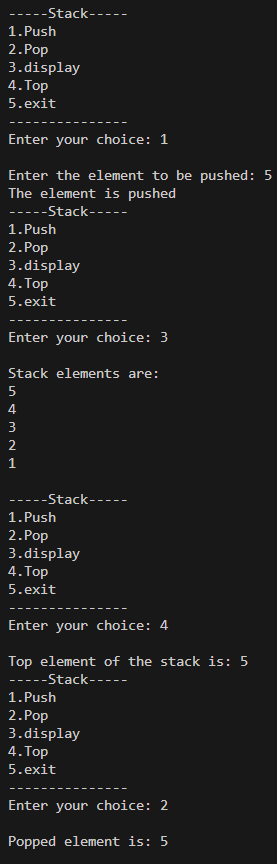 -----Stack-----
1.Push
2.Pop
3.display
4.Top
5.exit
---------------
Enter your choice: 1
Enter the element to be pushed: 5
The element is pushed
-----Stack-----
1.Push
2.Pop
3.display
4.Top
5.exit
---------------
Enter your choice: 3
Stack elements are:
5
4
3
2
1
-----Stack-----
1.Push
2.Pop
3.display
4.Top
5.exit
---------------
Enter your choice: 4
Top element of the stack is: 5
-----Stack-----
1.Push
2.Pop
3.display
4.Top
5.exit
---------------
Enter your choice: 2
Popped element is: 5